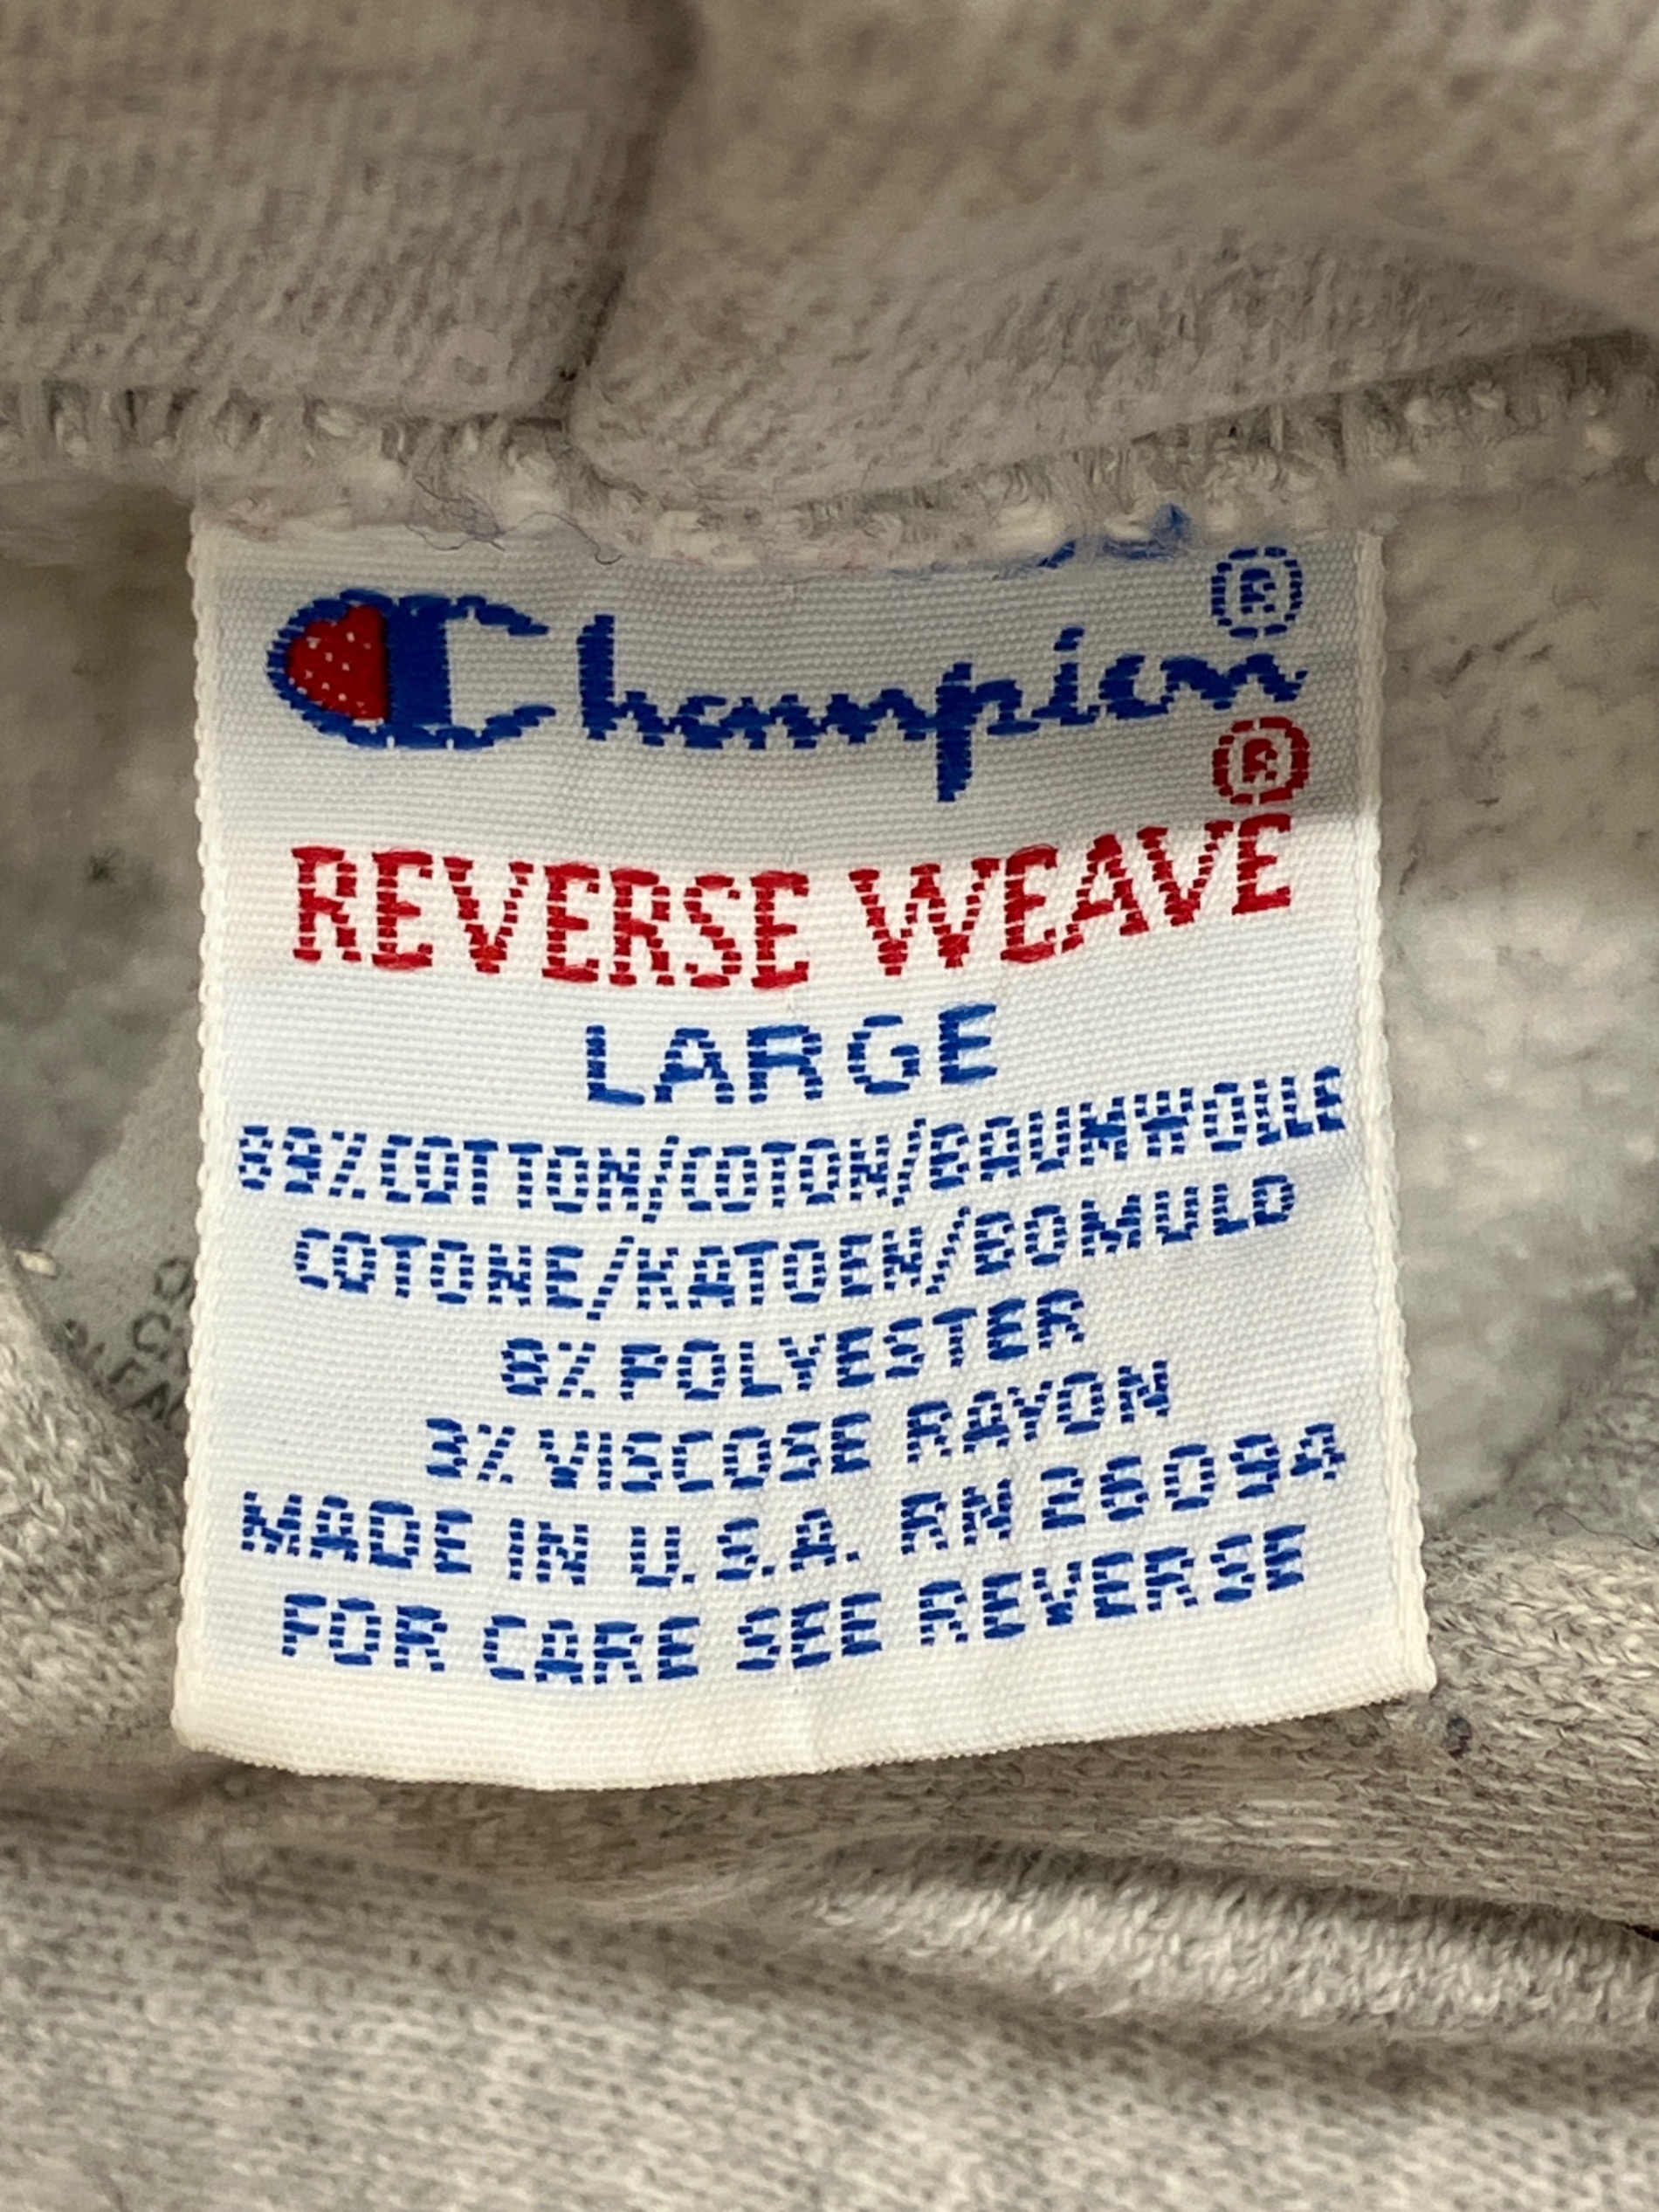 Champion®
®
REVERSE WEAVE
LARGE
89%COTTON/COTON/BAUMWOLLE
COTONE/KATOEN/BOMULD
8% POLYESTER
3% VISCOSE RAYON
MADE IN U.S.A. RN 26094
FOR CARE SEE REVERSE